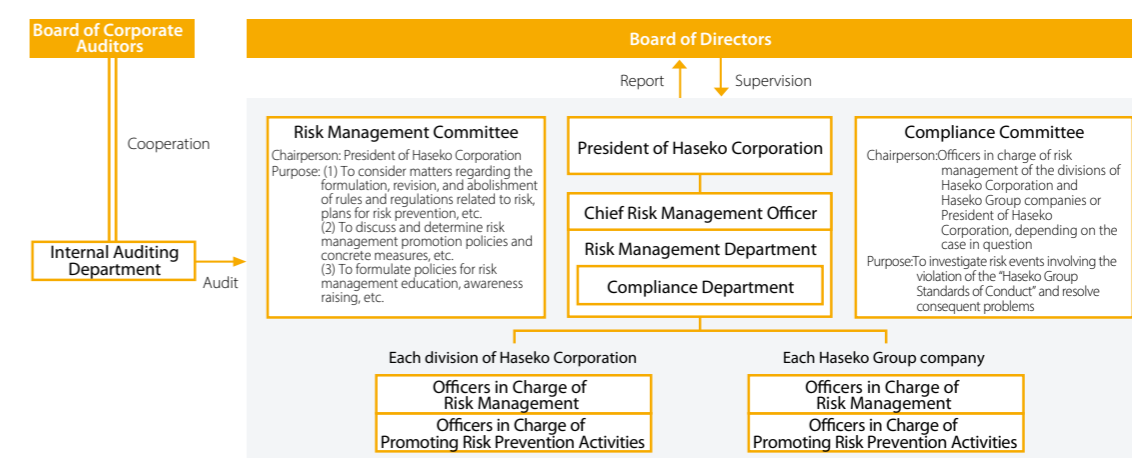 Board of Corporate
Auditors
Board of Directors
Report
Supervision
Cooperation
Risk Management Committee
Chairperson: President of Haseko Corporation
Purpose: (1) To consider matters regarding the
formulation, revision, and abolishment
of rules and regulations related to risk,
plans for risk prevention, etc.
(2) To discuss and determine risk
management promotion policies and
concrete measures, etc.
(3) To formulate policies for risk
management education, awareness
raising, etc.
President of Haseko Corporation
Chief Risk Management Officer
Risk Management Department
Compliance Department
Compliance Committee
Chairperson:Officers in charge of risk
management of the divisions of
Haseko Corporation and
Haseko Group companies or
President of Haseko
Corporation, depending on the
case in question
Purpose:To investigate risk events involving the
violation of the “Haseko Group
Standards of Conduct” and resolve
consequent problems
Internal Auditing
Department
Audit
Each division of Haseko Corporation
Officers in Charge of
Risk Management
Officers in Charge of
Promoting Risk Prevention Activities
Each Haseko Group company
Officers in Charge of
Risk Management
Officers in Charge of
Promoting Risk Prevention Activities